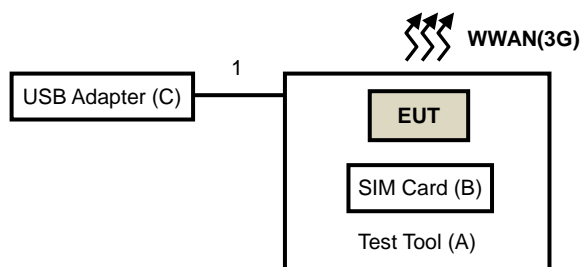 WWAN(3G)
1
USB Adapter (C)
EUT
SIM Card (B)
Test Tool (A)